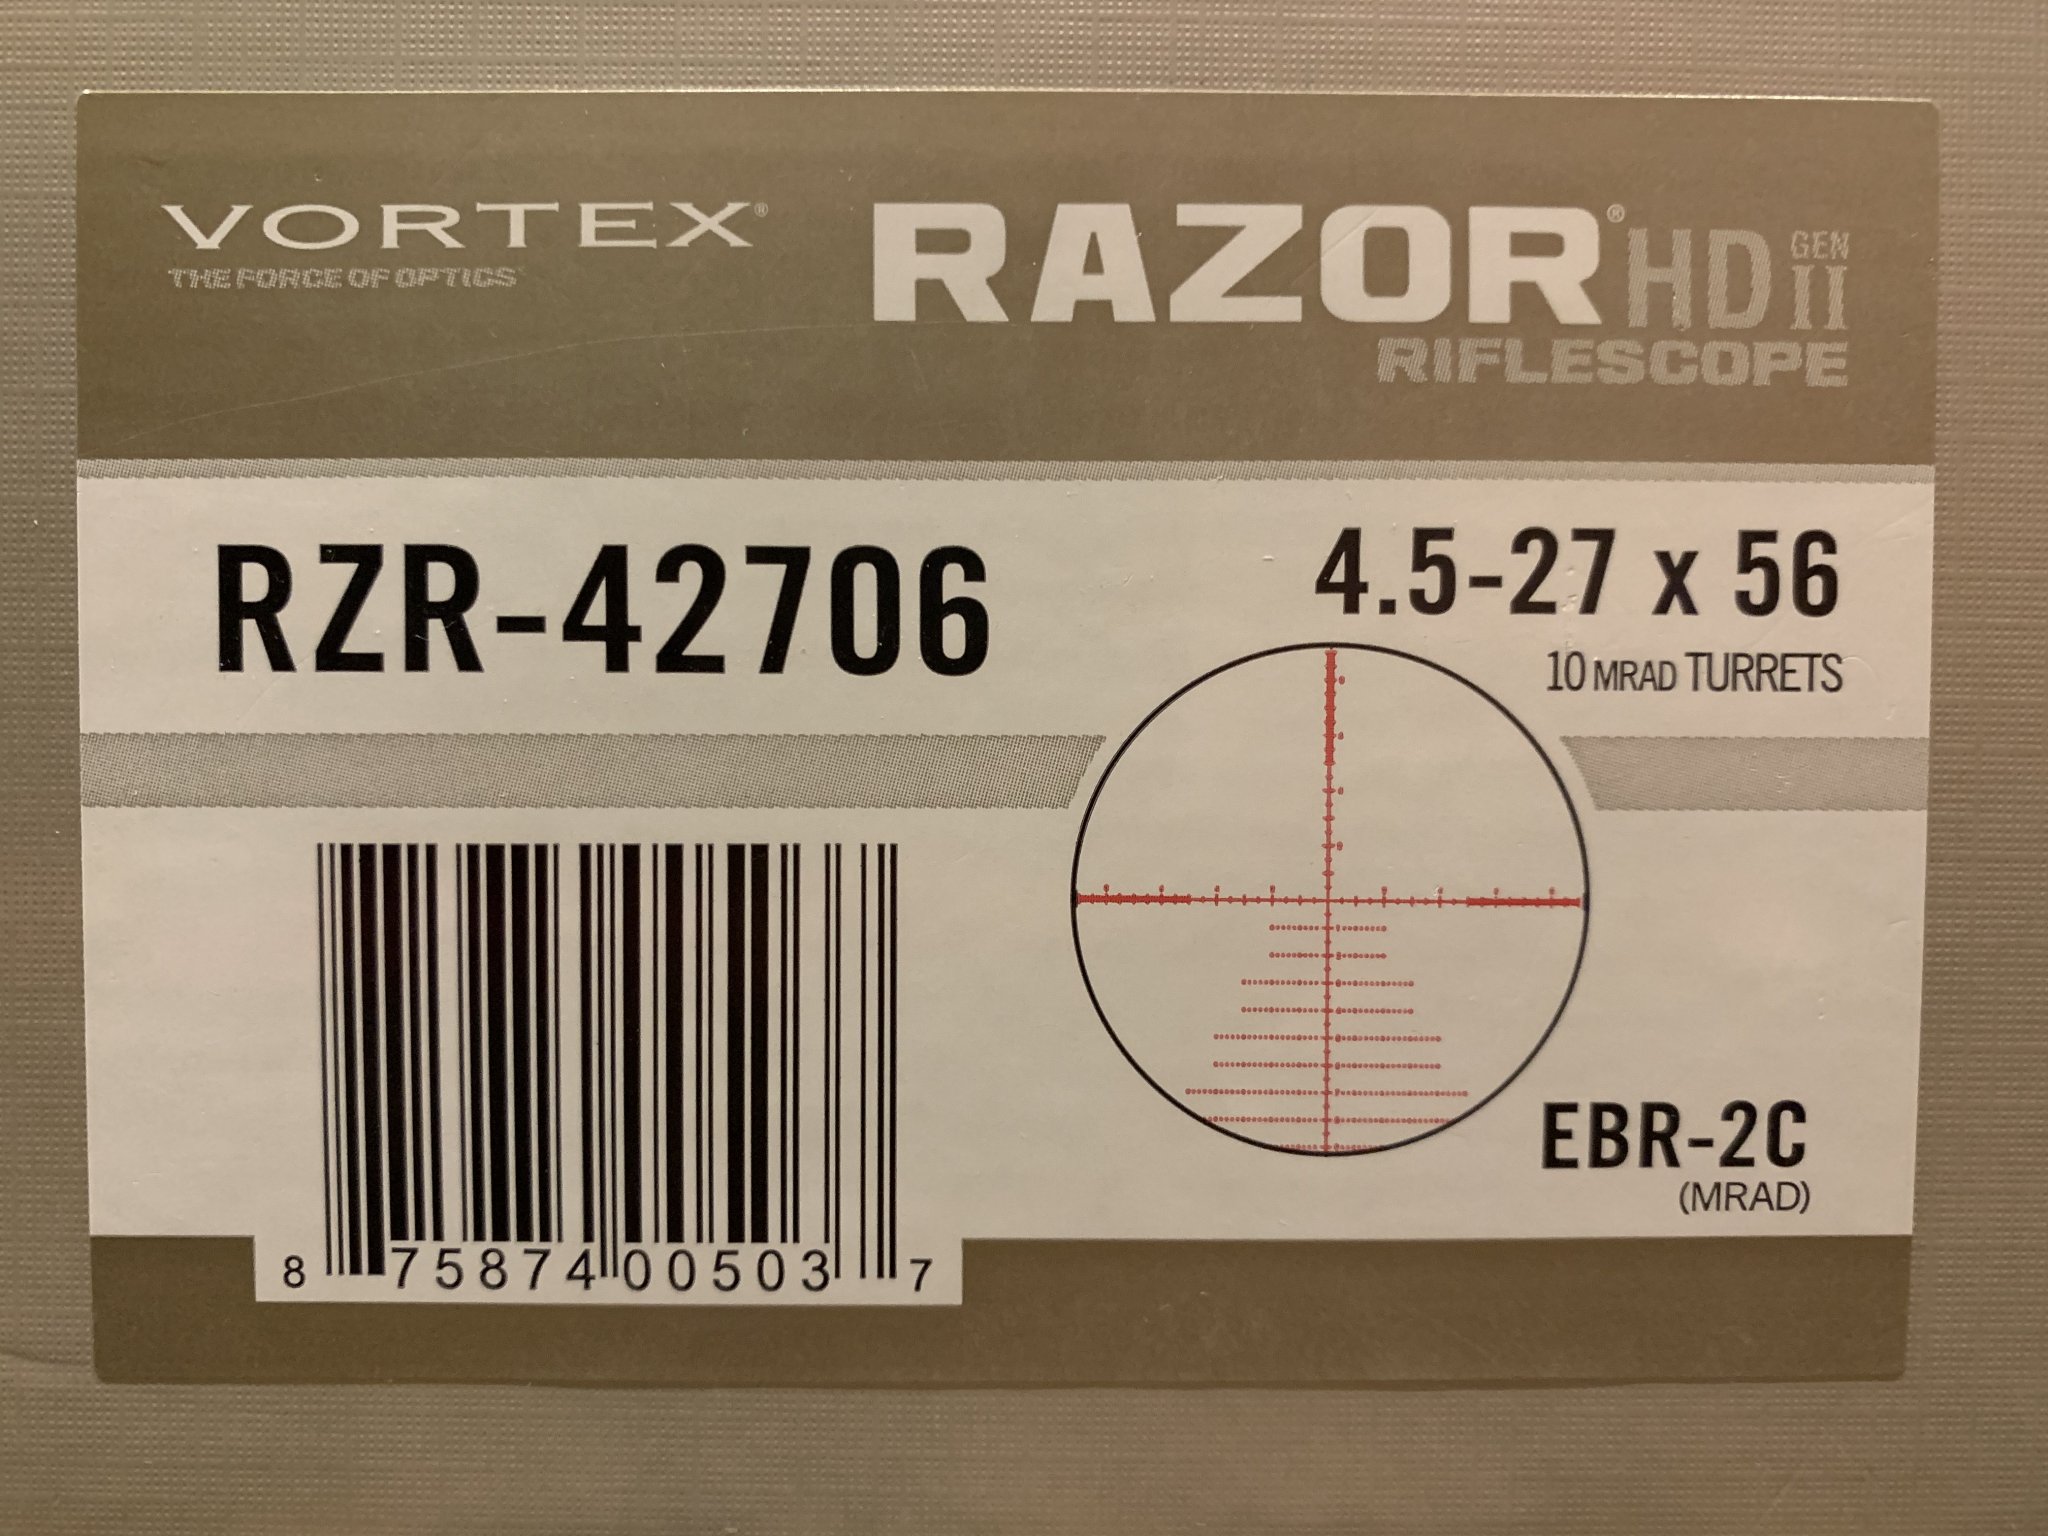 VORTEX®
THE FORCE OF OPTICS
RAZOR® HD GEN II
RIFLESCOPE
RZR-42706
4.5-27 x 56
10 MRAD TURRETS
EBR-2C
(MRAD)
8 75874 00503 7